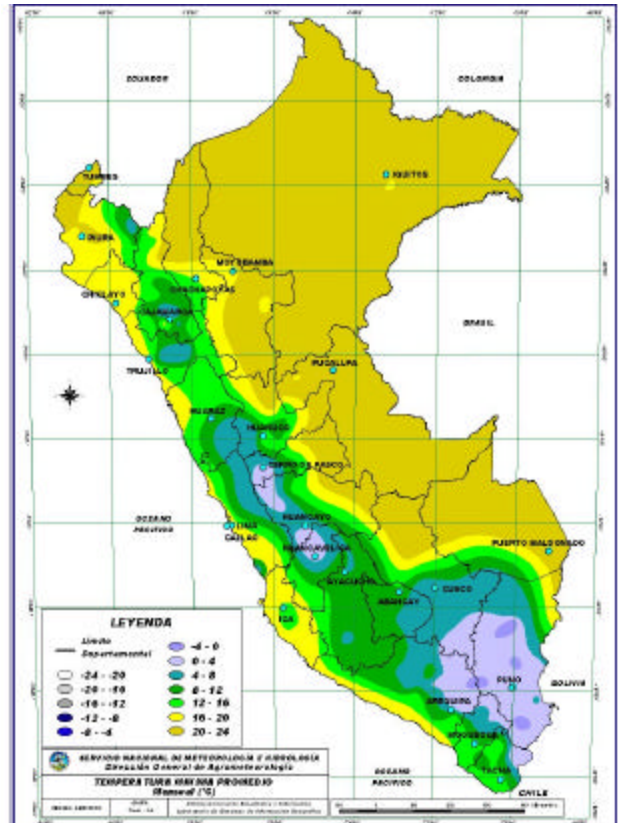 ECUADOR
COLOMBIA
TUMBES
IQUITOS
PIURA
MOYOBAMBA
CHACHAPOYAS
CHICLAYO
CAJAMARCA
BRASIL
PUCALLPA
TRUJILLO
HUARAZ
HUANUCO
CERRO DE PASCO
OCEANO
PACIFICO
LIMA
CALLAO
HUANCAYO
HUANCAVELICA
PUERTO MALDONADO
AYACUCHO
ABANCAY
CUSCO
ICA
PUNO
BOLIVIA
AREQUIPA
MOQUEGUA
TACNA
OCEANO
PACIFICO
CHILE
LEYENDA
Límite
Departamental
-24 - -20
-20 - -16
-16 - -12
-12 - -8
-8 - -4
-4 - 0
0 - 4
4 - 8
8 - 12
12 - 16
16 - 20
20 - 24
SERVICIO NACIONAL DE METEOROLOGIA E HIDROLOGIA
Dirección General de Agrometeorología
TEMPERATURA MINIMA PROMEDIO
Mensual (°C)